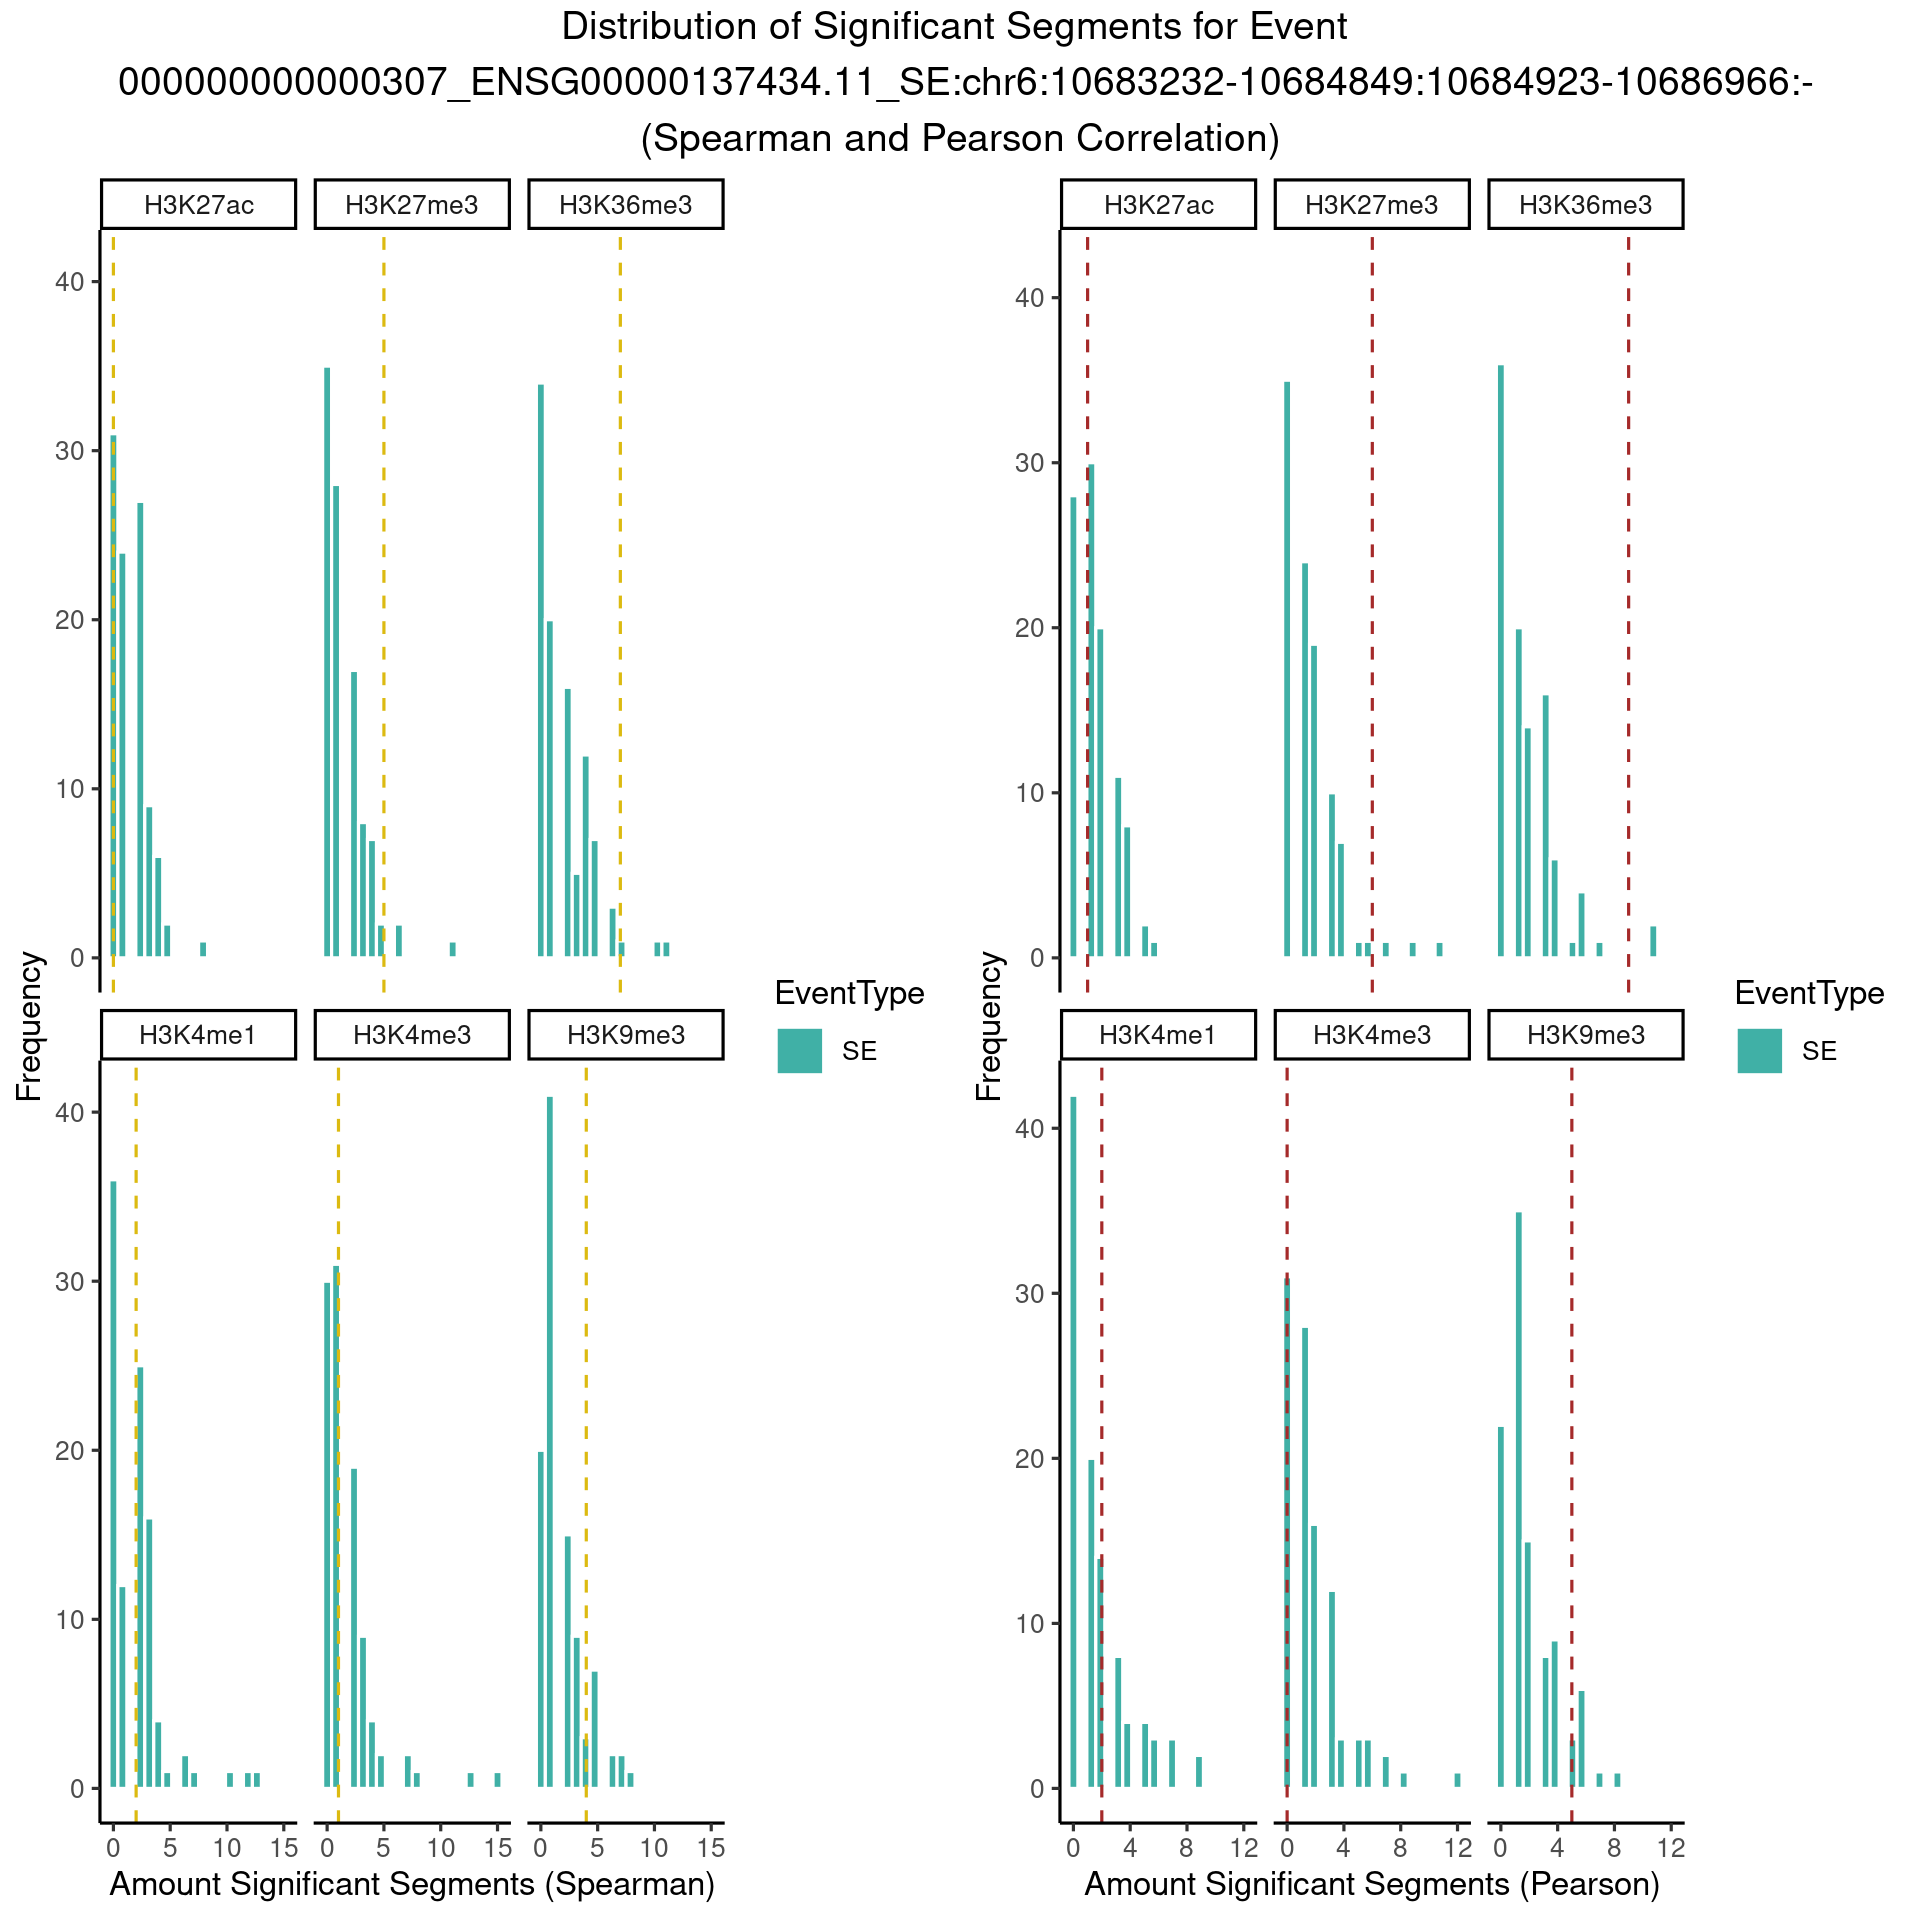 Distribution of Significant Segments for Event
000000000000307_ENSG00000137434.11_SE:chr6:10683232-10684849:10684923-10686966:-
(Spearman and Pearson Correlation)
H3K27ac H3K27me3 H3K36me3
40
30
20
10
0
H3K4me1 H3K4me3 H3K9me3
40
30
20
10
0
0 5 10 15 0 5 10 15 0 5 10 15
Amount Significant Segments (Spearman)
Frequency
EventType
SE
H3K27ac H3K27me3 H3K36me3
40
30
20
10
0
H3K4me1 H3K4me3 H3K9me3
40
30
20
10
0
0 4 8 12 0 4 8 12 0 4 8 12
Amount Significant Segments (Pearson)
Frequency
EventType
SE